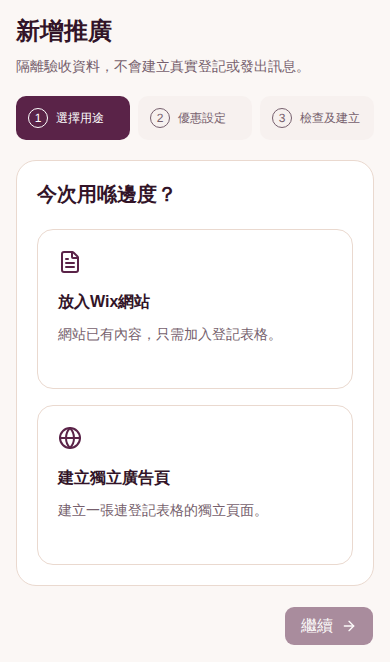 新增推廣
隔離驗收資料，不會建立真實登記或發出訊息。
1 選擇用途
2 優惠設定
3 檢查及建立
今次用喺邊度？
放入Wix網站
網站已有內容，只需加入登記表格。
建立獨立廣告頁
建立一張連登記表格的獨立頁面。
繼續 →